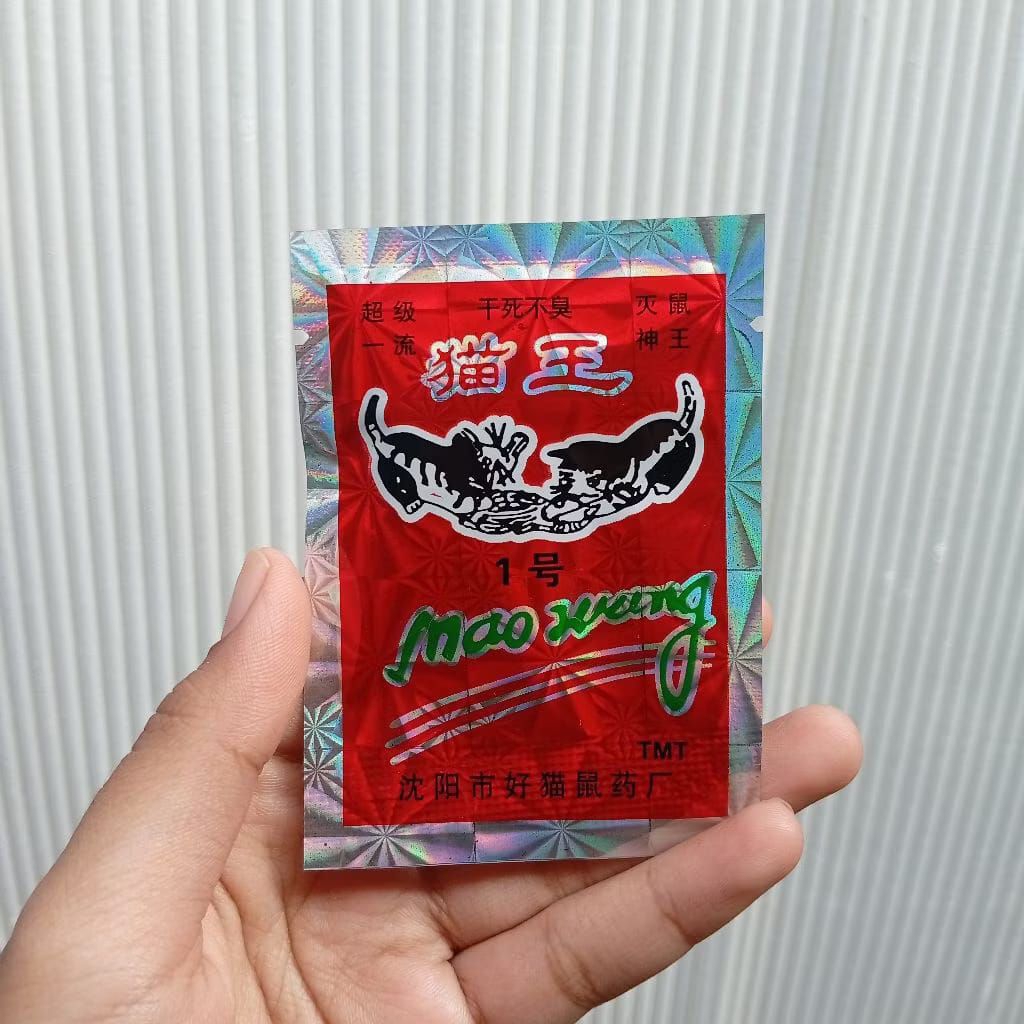 超级
一流
干死不臭
灭鼠
神王
猫王
1号
mao wang
TMT
沈阳市好猫鼠药厂